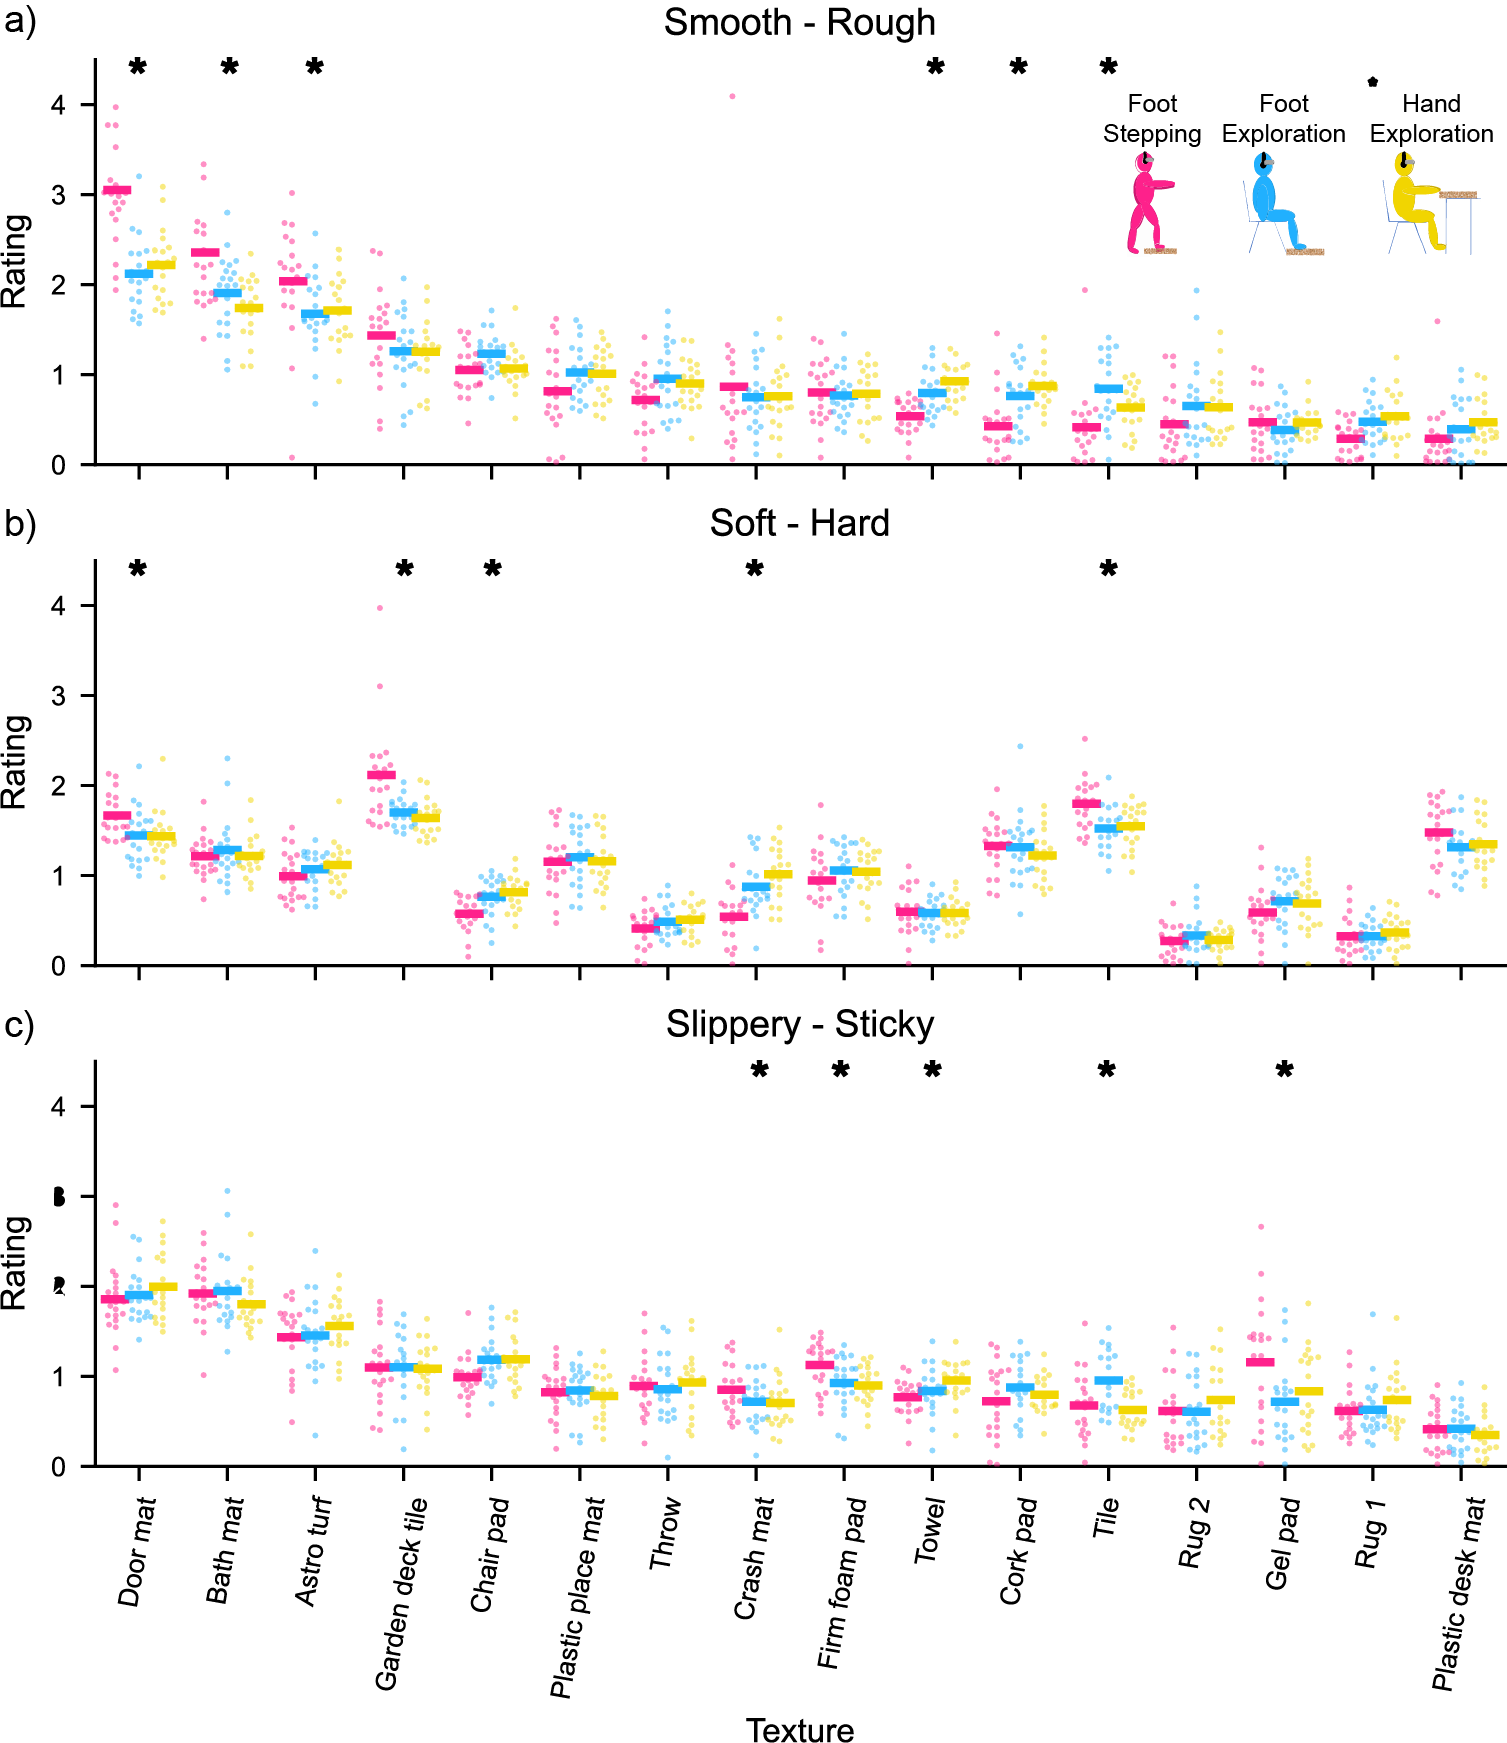 a)
Smooth - Rough
* * * * * *
Foot Stepping
Foot Exploration
Hand Exploration
Rating
4
3
2
1
0
b)
Soft - Hard
* * * * *
Rating
4
3
2
1
0
c)
Slippery - Sticky
* * * * *
Rating
4
1
0
Door mat
Bath mat
Astro turf
Garden deck tile
Chair pad
Plastic place mat
Throw
Crash mat
Firm foam pad
Towel
Cork pad
Tile
Rug 2
Gel pad
Rug 1
Plastic desk mat
Texture